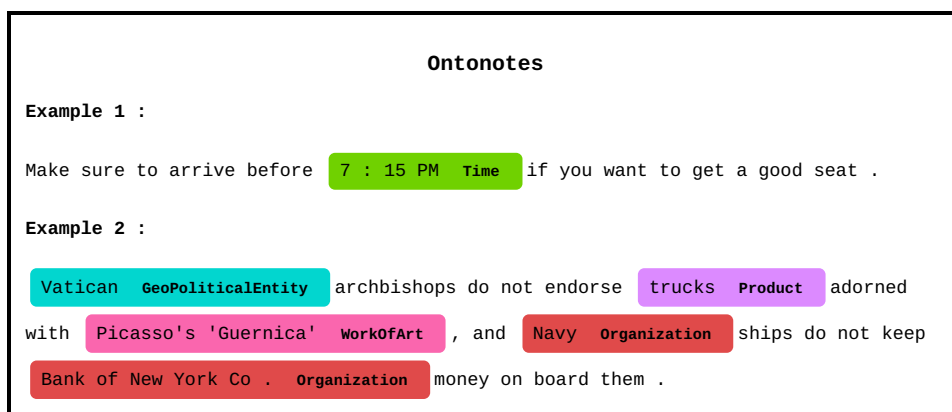 Ontonotes
Example 1 :
Make sure to arrive before 7 : 15 PM Time if you want to get a good seat .
Example 2 :
Vatican GeoPoliticalEntity archbishops do not endorse trucks Product adorned
with Picasso's 'Guernica' WorkOfArt , and Navy Organization ships do not keep
Bank of New York Co . Organization money on board them .